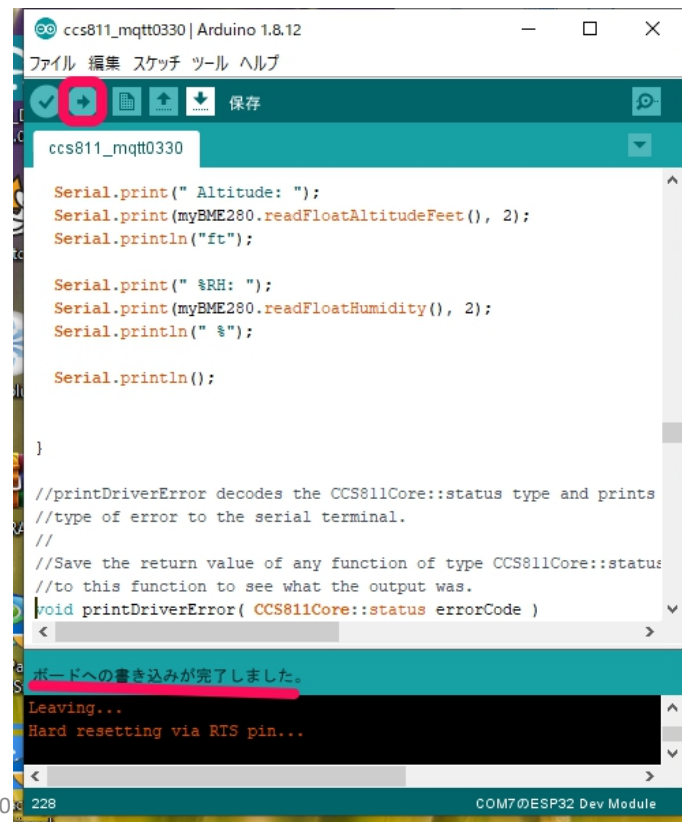 ccs811_mqtt0330 | Arduino 1.8.12
ファイル 編集 スケッチ ツール ヘルプ
保存
ccs811_mqtt0330
Serial.print(" Altitude: ");
Serial.print(myBME280.readFloatAltitudeFeet(), 2);
Serial.println("ft");
Serial.print(" %RH: ");
Serial.print(myBME280.readFloatHumidity(), 2);
Serial.println(" %");
Serial.println();
}
//printDriverError decodes the CCS811Core::status type and prints
//type of error to the serial terminal.
//
//Save the return value of any function of type CCS811Core::status
//to this function to see what the output was.
void printDriverError( CCS811Core::status errorCode )
ボードへの書き込みが完了しました。
Leaving...
Hard resetting via RTS pin...
228 COM7のESP32 Dev Module